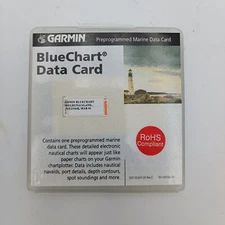 GARMIN
Preprogrammed Marine Data Card
BlueChart®
Data Card
Contains one preprogrammed marine
data card. These detailed electronic
nautical charts will appear just like
paper charts on your Garmin
chartplotter. Data includes nautical
navaids, port details, depth contours,
spot soundings and more.
RoHS
Compliant